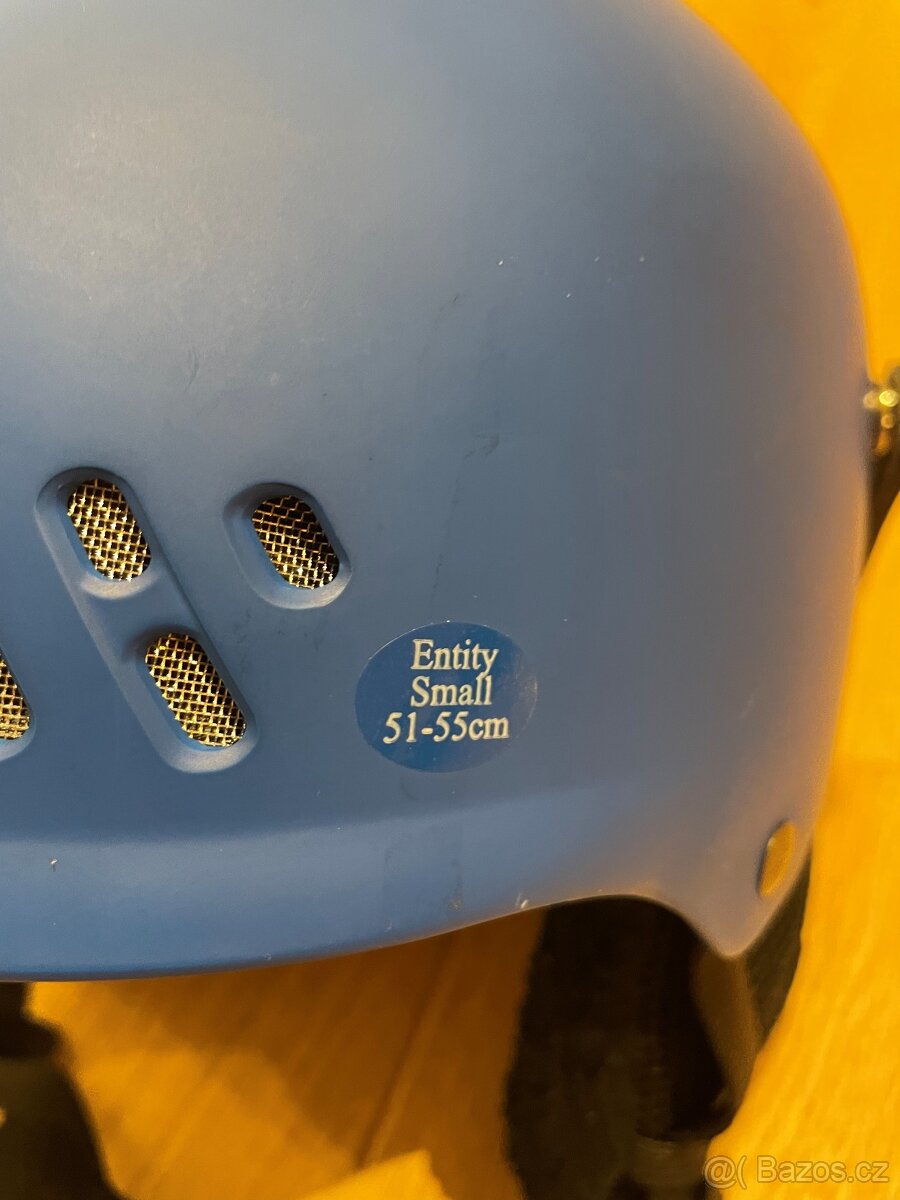 Entity
Small
51-55cm
@( Bazos.cz